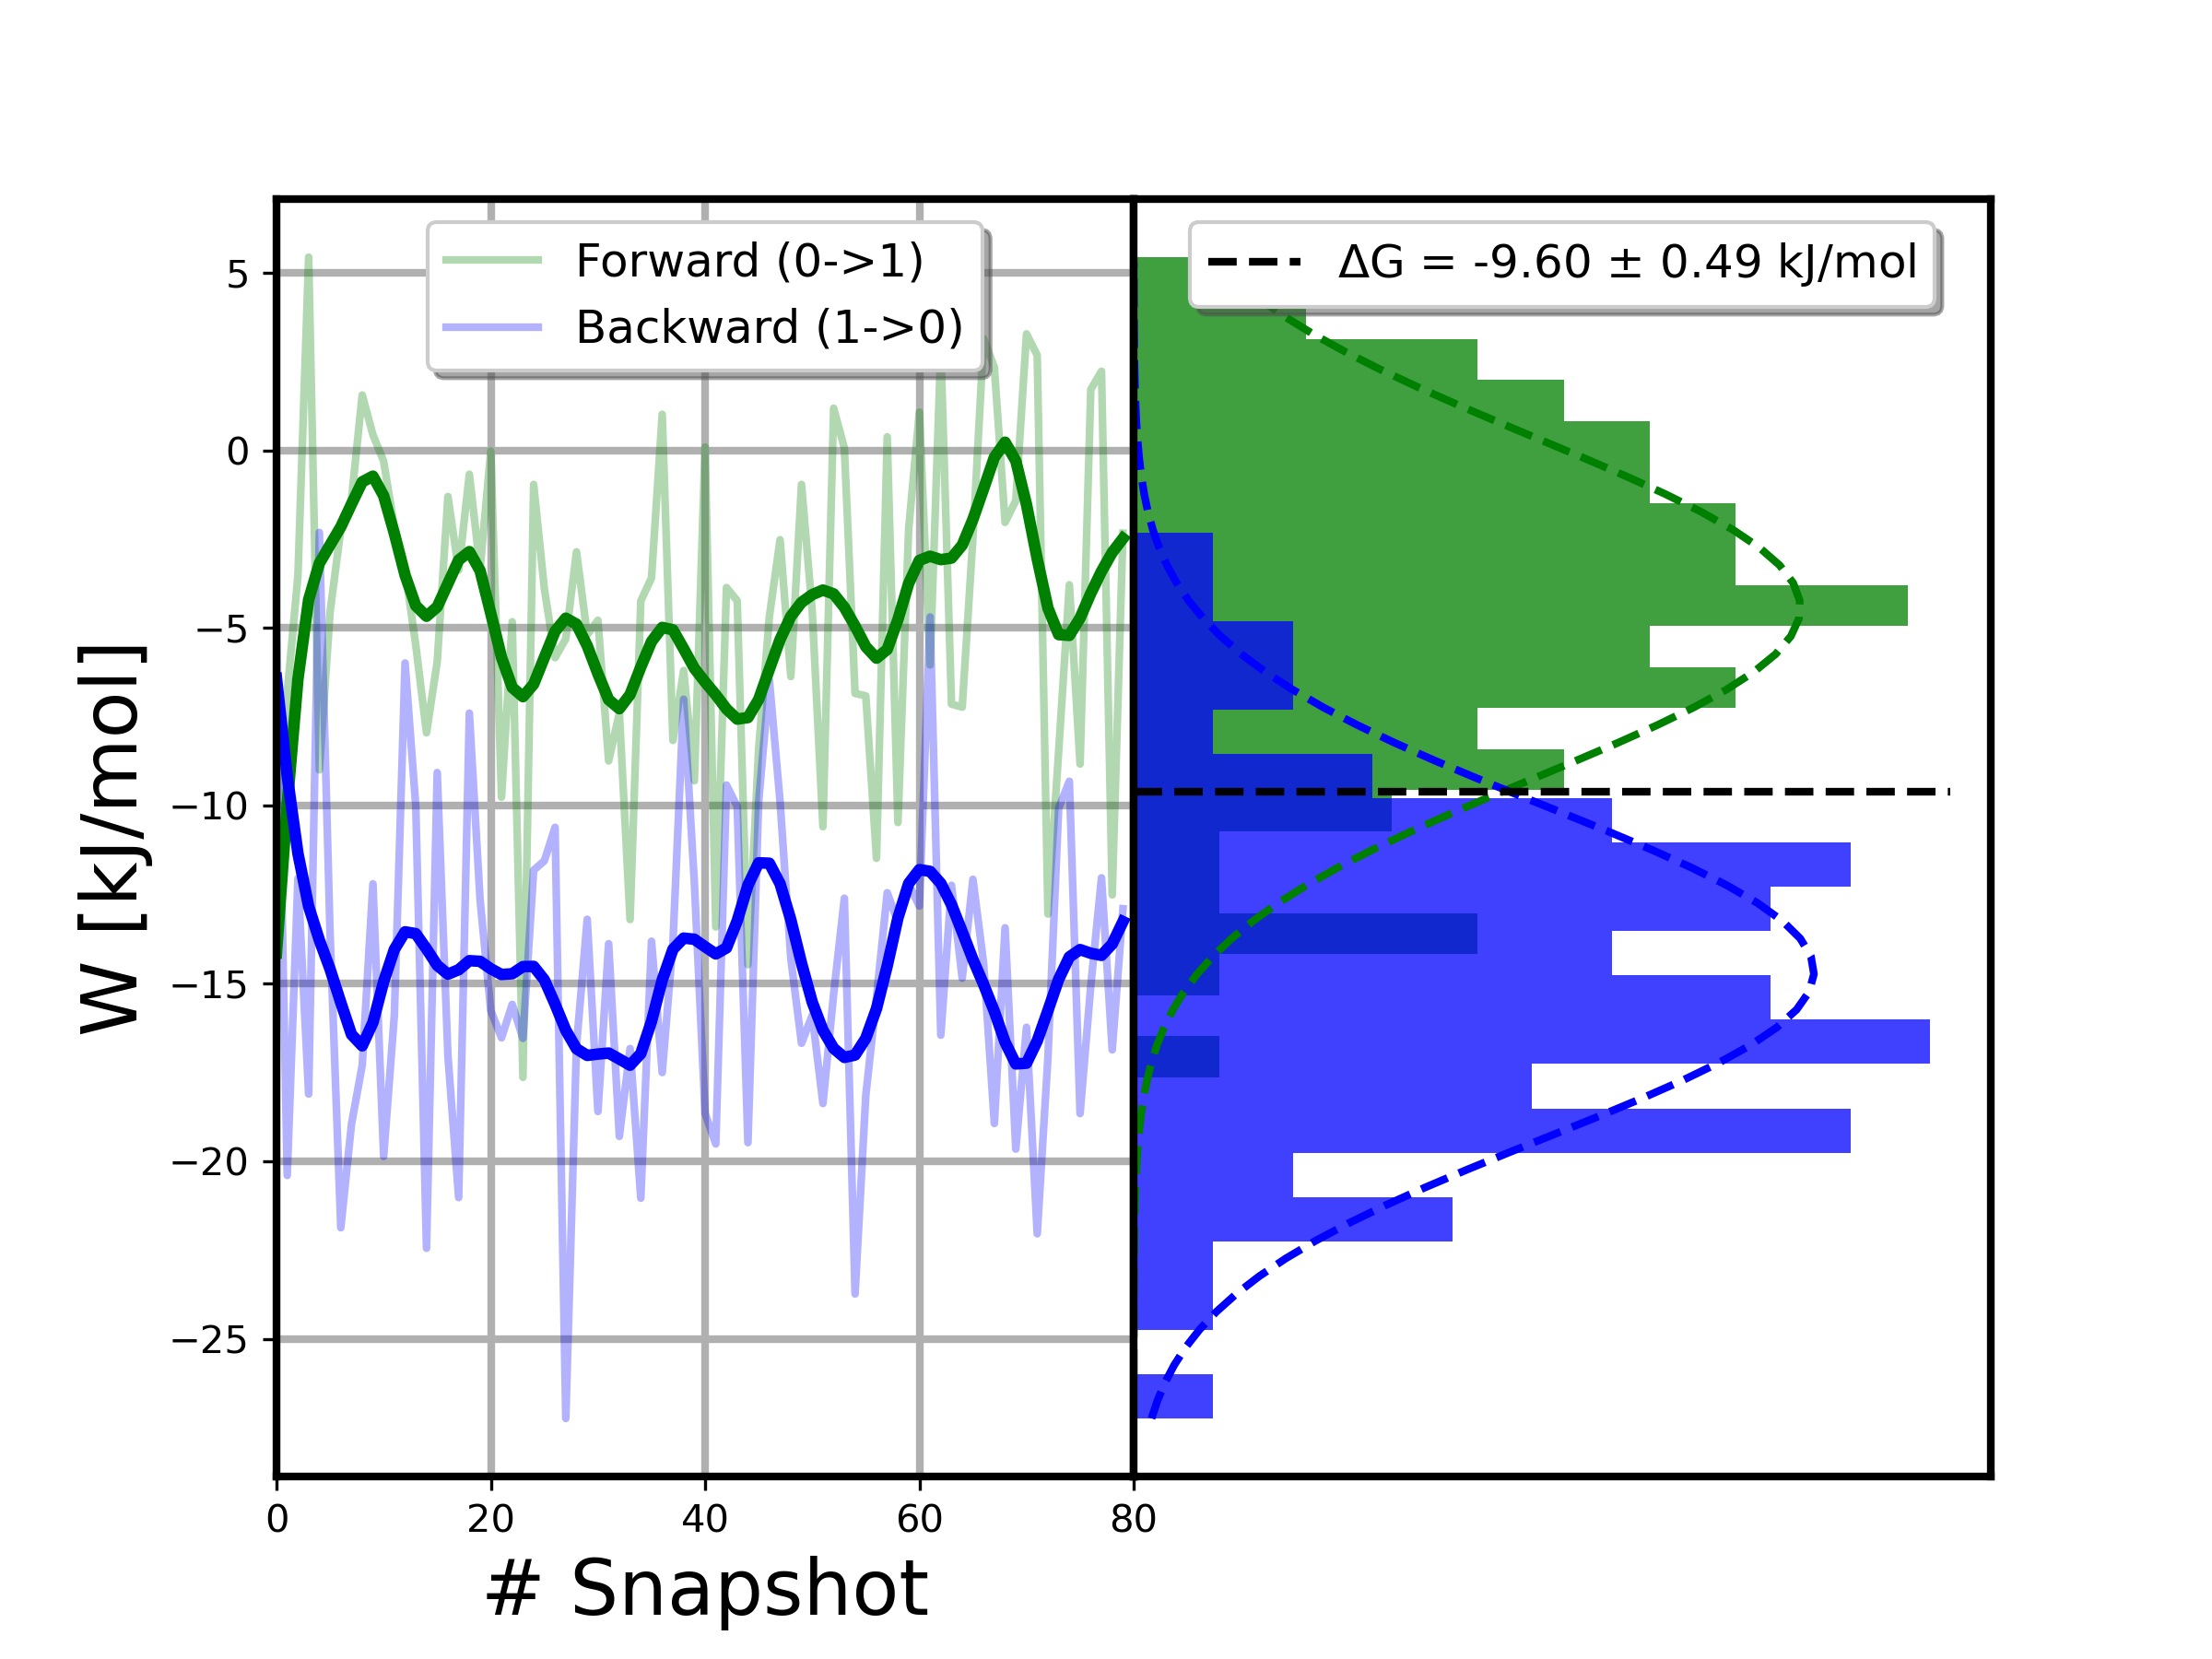 Forward (0->1)
Backward (1->0)
ΔG = -9.60 ± 0.49 kJ/mol
5
0
−5
−10
−15
−20
−25
W [kJ/mol]
0 20 40 60 80
# Snapshot